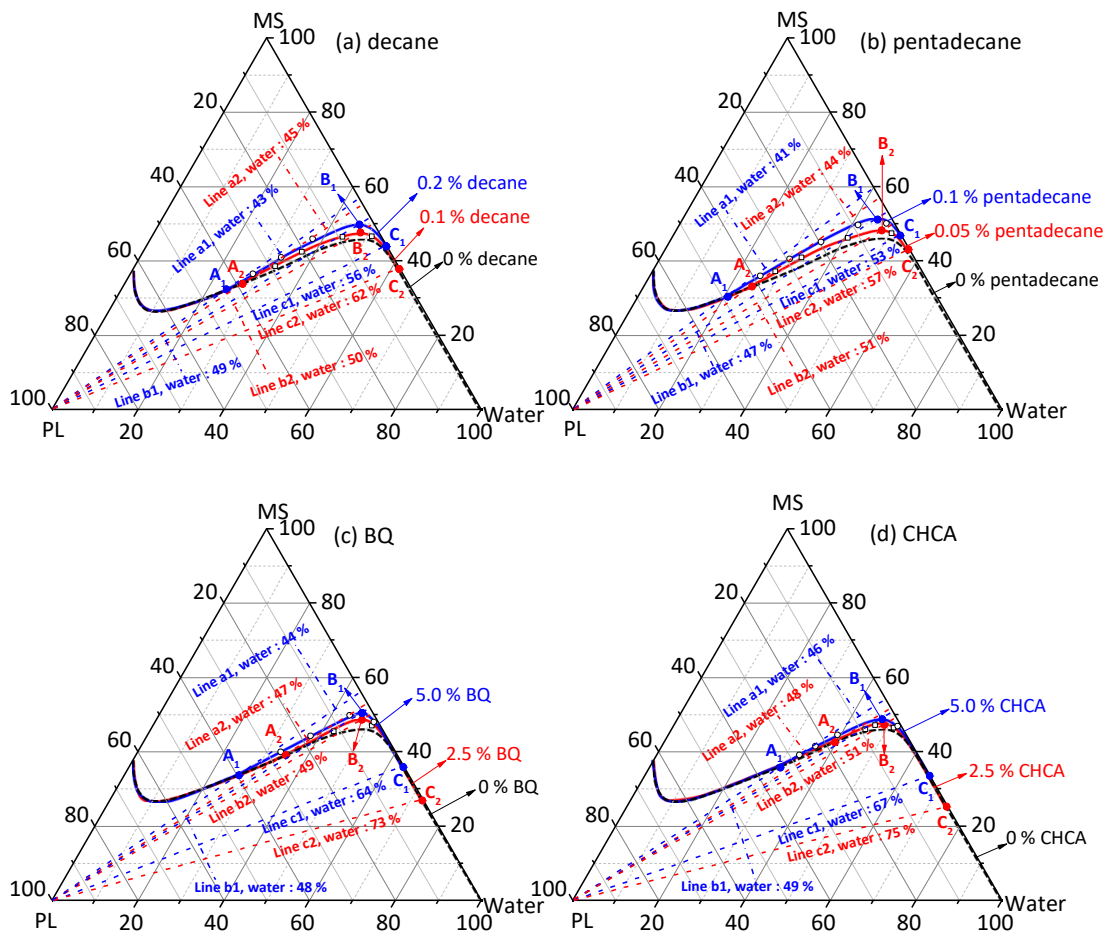 MS
100
(a) decane
20
80
Line a2, water : 45 %
B1
60
0.2 % decane
Line a1, water : 43 %
0.1 % decane
60
A1
A2
B2
C1
40
0 % decane
Line c1, water : 56 %
C2
Line c2, water : 62 %
80
20
Line b1, water : 49 %
Line b2, water : 50 %
100
Water
PL
20
40
60
80
100
MS
100
(b) pentadecane
20
80
B2
Line a1, water : 41 %
Line a2, water : 44 %
B1
60
0.1 % pentadecane
C1
0.05 % pentadecane
60
A1
A2
Line c1, water : 53 %
C2
40
0 % pentadecane
Line c2, water : 57 %
80
20
Line b1, water : 47 %
Line b2, water : 51 %
100
Water
PL
20
40
60
80
100
MS
100
(c) BQ
20
80
Line a1, water : 44 %
B1
60
5.0 % BQ
Line a2, water : 47 %
60
A1
A2
B2
40
2.5 % BQ
Line b2, water : 49 %
C1
C2
0 % BQ
Line c1, water : 64 %
80
20
Line c2, water : 73 %
Line b1, water : 48 %
100
Water
PL
20
40
60
80
100
MS
100
(d) CHCA
20
80
Line a1, water : 46 %
B1
60
5.0 % CHCA
Line a2, water : 48 %
60
A1
A2
B2
40
2.5 % CHCA
Line b2, water : 51 %
C1
Line c1, water : 67 %
C2
0 % CHCA
80
20
Line c2, water : 75 %
Line b1, water : 49 %
100
Water
PL
20
40
60
80
100